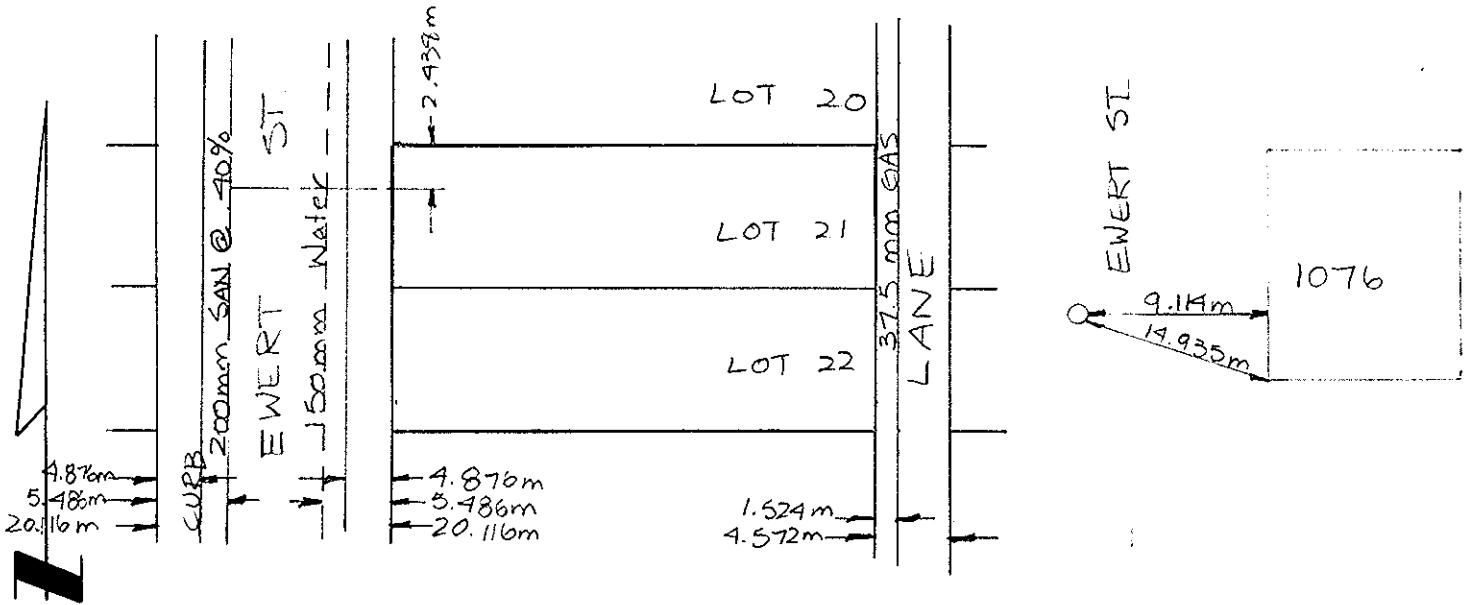 2.439m
LOT 20
LOT 21
LOT 22
EWERT ST
200mm SAN @ .40%
150mm Water
CURB
37.5 mm GAS
LANE
4.876m
5.486m
20.116m
4.876m
5.486m
20.116m
1.524m
4.572m
EWERT ST
1076
9.114m
14.935m
N